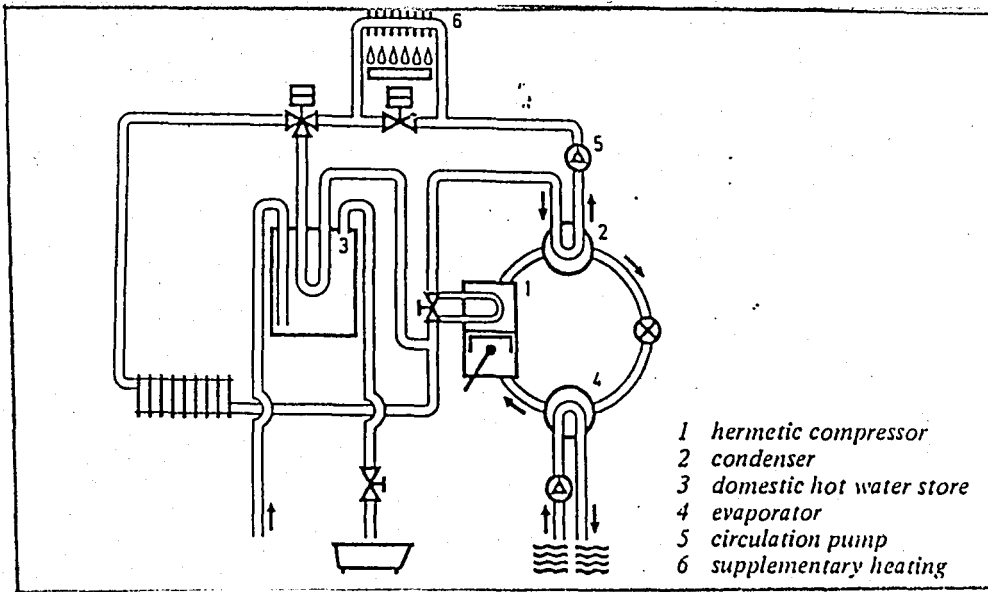 6
5
2
3
1
4
1 hermetic compressor
2 condenser
3 domestic hot water store
4 evaporator
5 circulation pump
6 supplementary heating